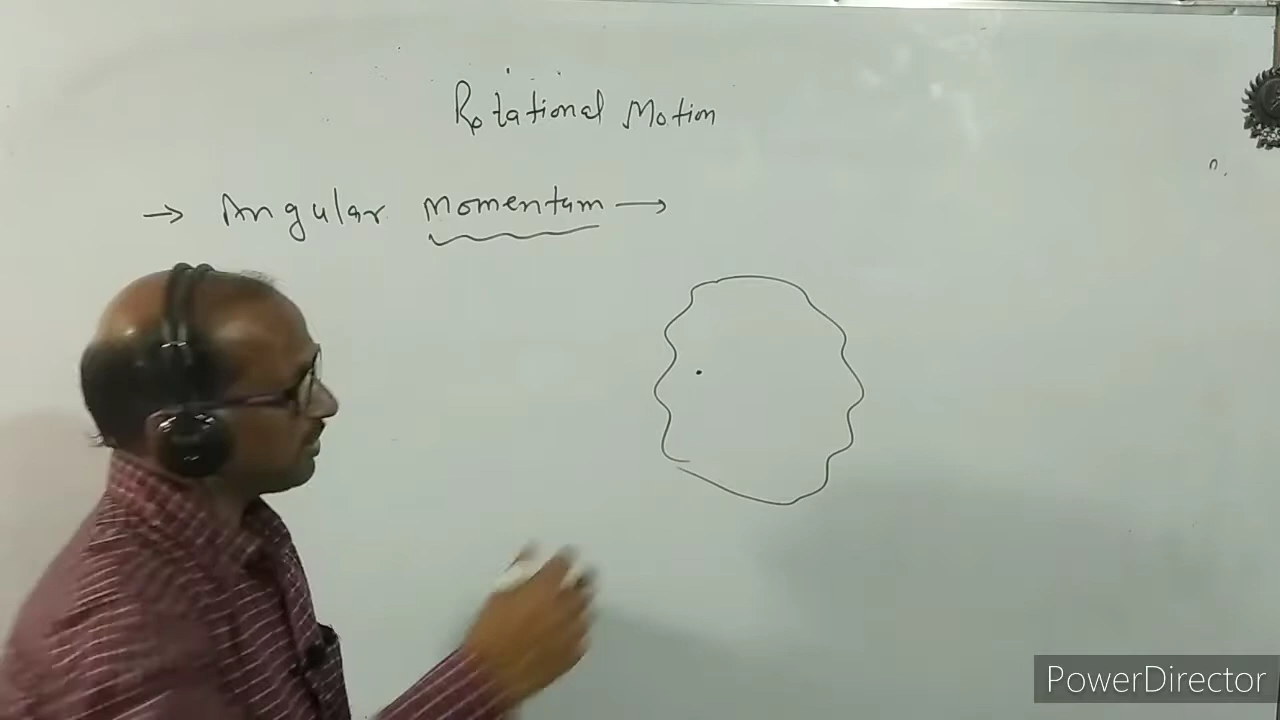 Rotational Motion
→ Angular Momentum →
n.
PowerDirector